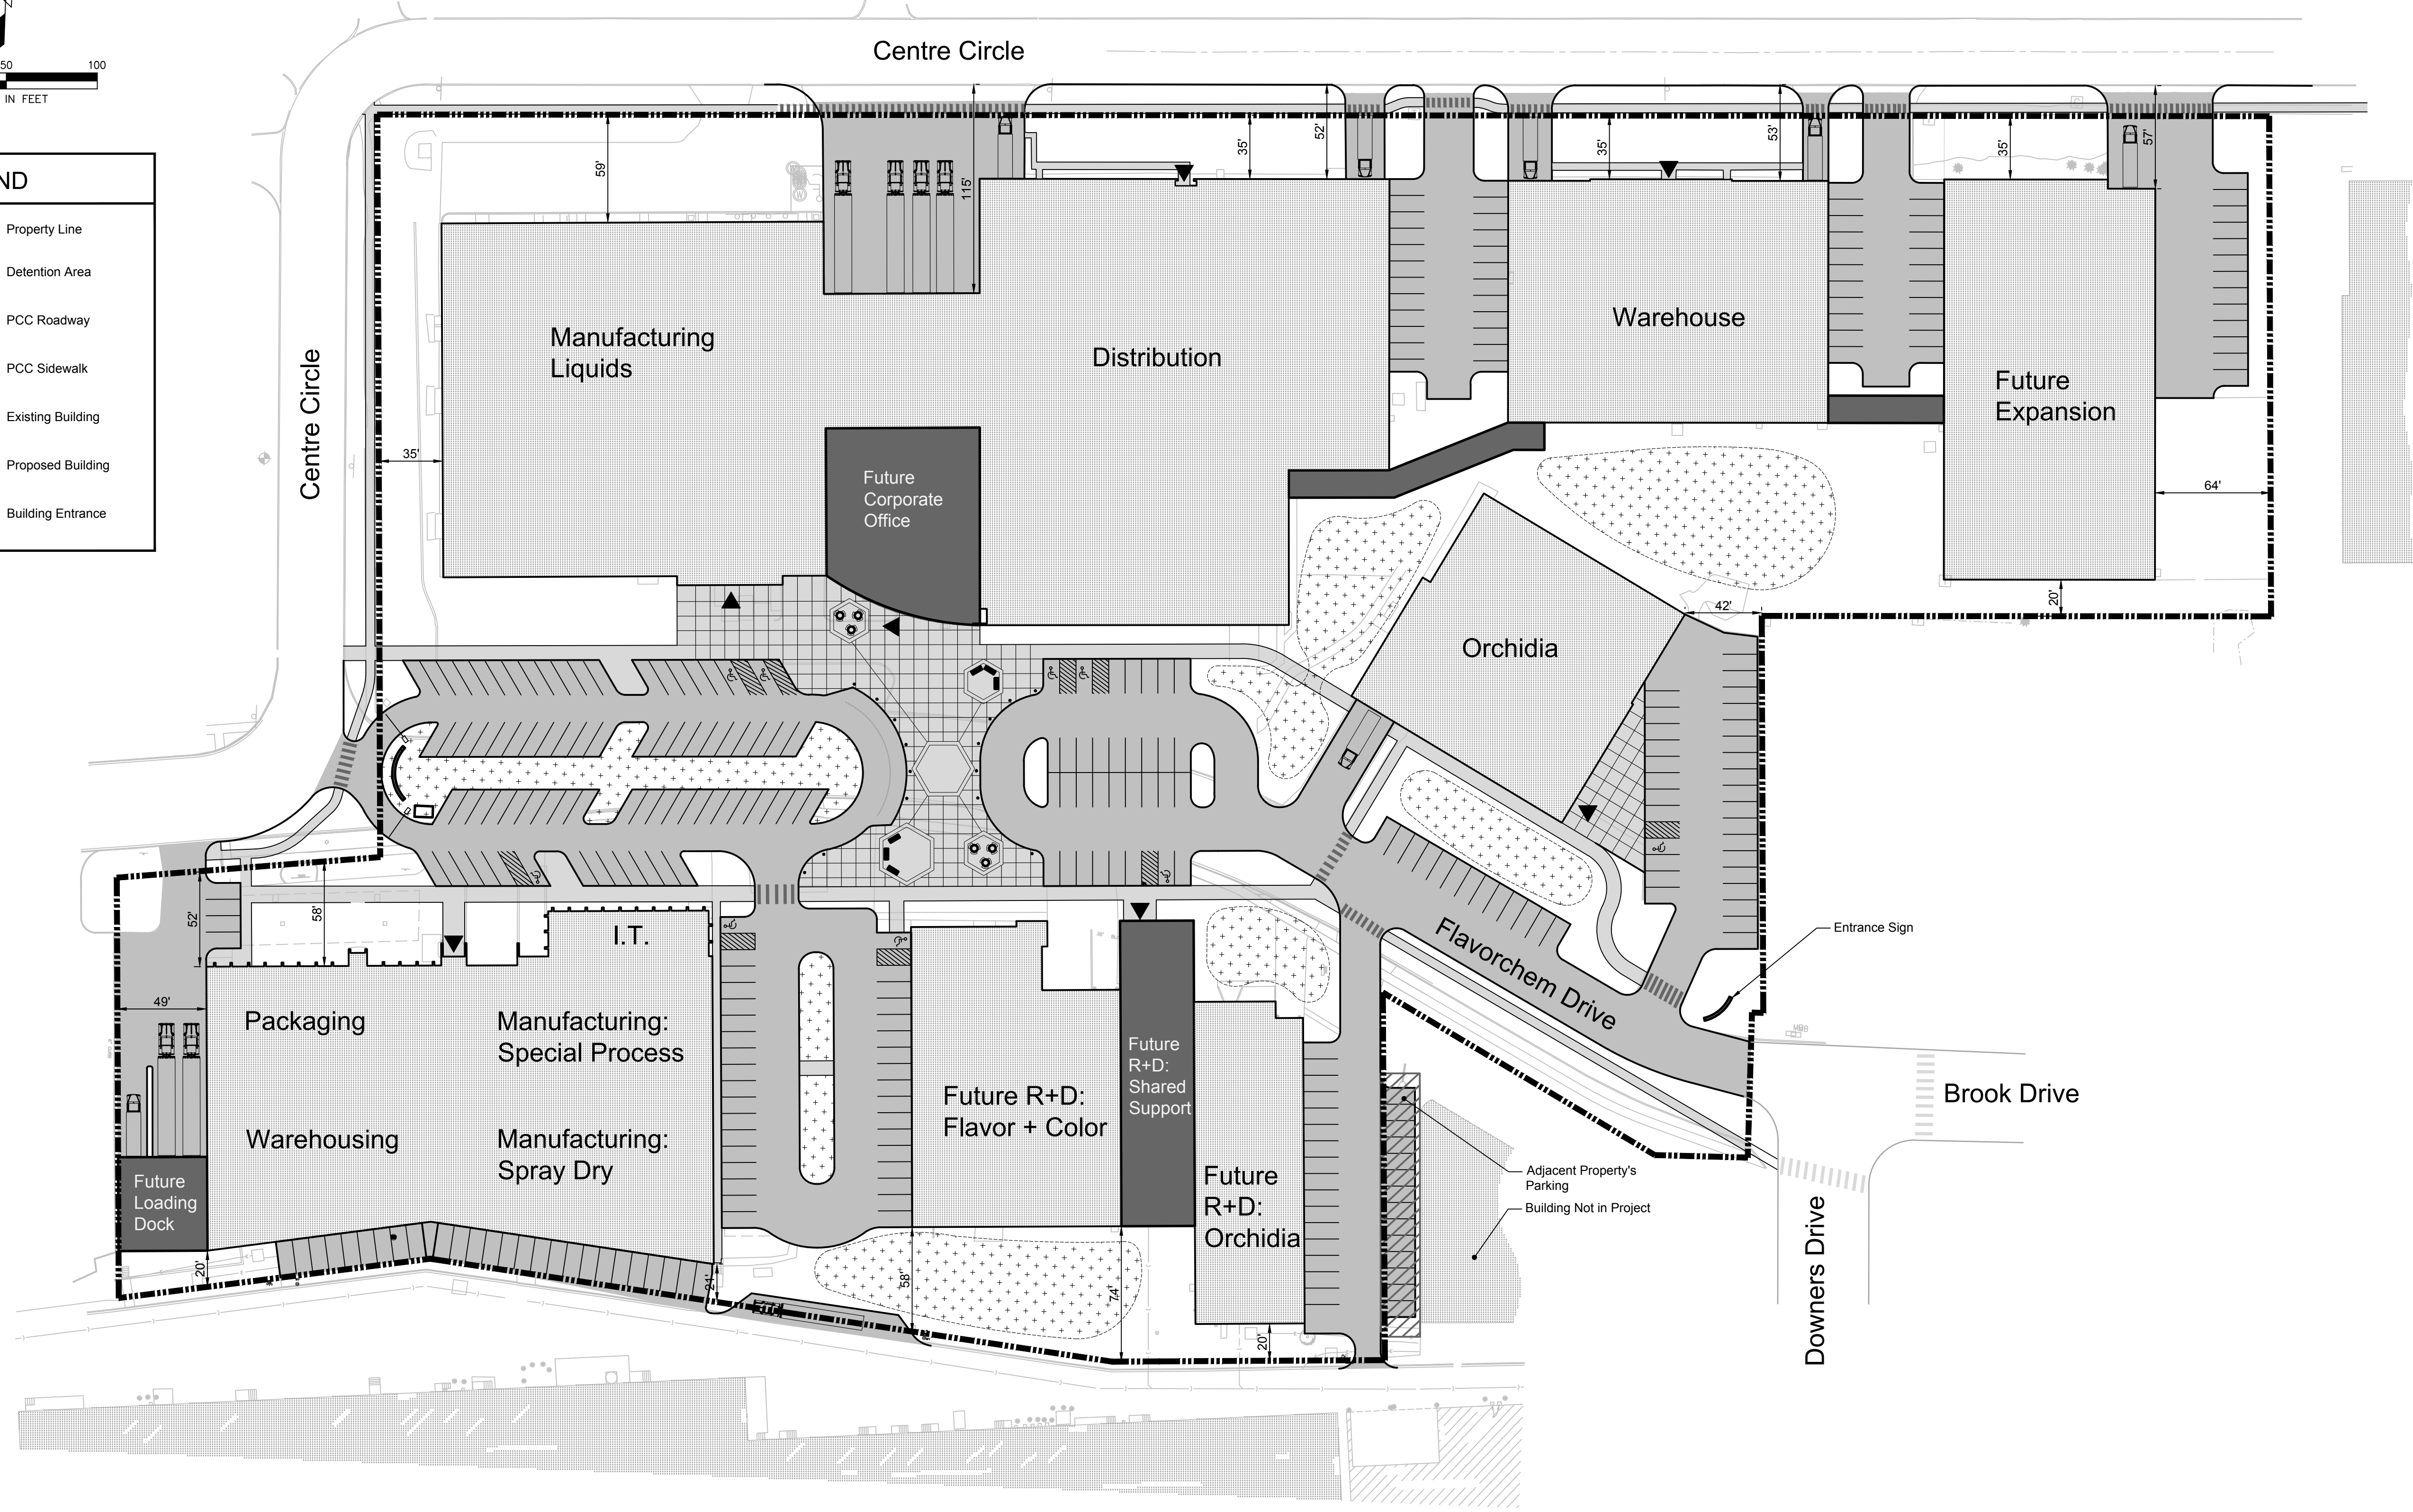 N
Centre Circle
50
100
IN FEET
ND
Property Line
Detention Area
PCC Roadway
PCC Sidewalk
Existing Building
Proposed Building
Building Entrance
Centre Circle
59'
115'
35'
52'
35'
53'
35'
57'
Manufacturing
Liquids
Distribution
Warehouse
Future
Expansion
35'
Future
Corporate
Office
64'
20'
42'
Orchidia
52'
58'
I.T.
49'
Packaging
Manufacturing:
Special Process
Warehousing
Manufacturing:
Spray Dry
Future
Loading
Dock
20'
21'
Future R+D:
Flavor + Color
Future
R+D:
Shared
Support
Future
R+D:
Orchidia
58'
74'
20'
Flavorchem Drive
Entrance Sign
Brook Drive
Adjacent Property's
Parking
Building Not in Project
Downers Drive